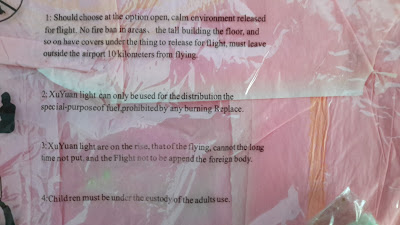 1: Should choose at the option open, calm environment released
for flight. No fire ban in areas、 the tall building the floor, and
so on have covers under the thing to release for flight, must leave
outside the airport 10 kilometers from flying.
2: XuYuan light can only be used for the distribution the
special-purposeof fuel,prohibited by any burning Replace.
3:XuYuan light are on the rise, that of the flying, cannot the long
time not put, and the Flight not to be append the foreign body.
4:Children must be under the custody of the adults use.